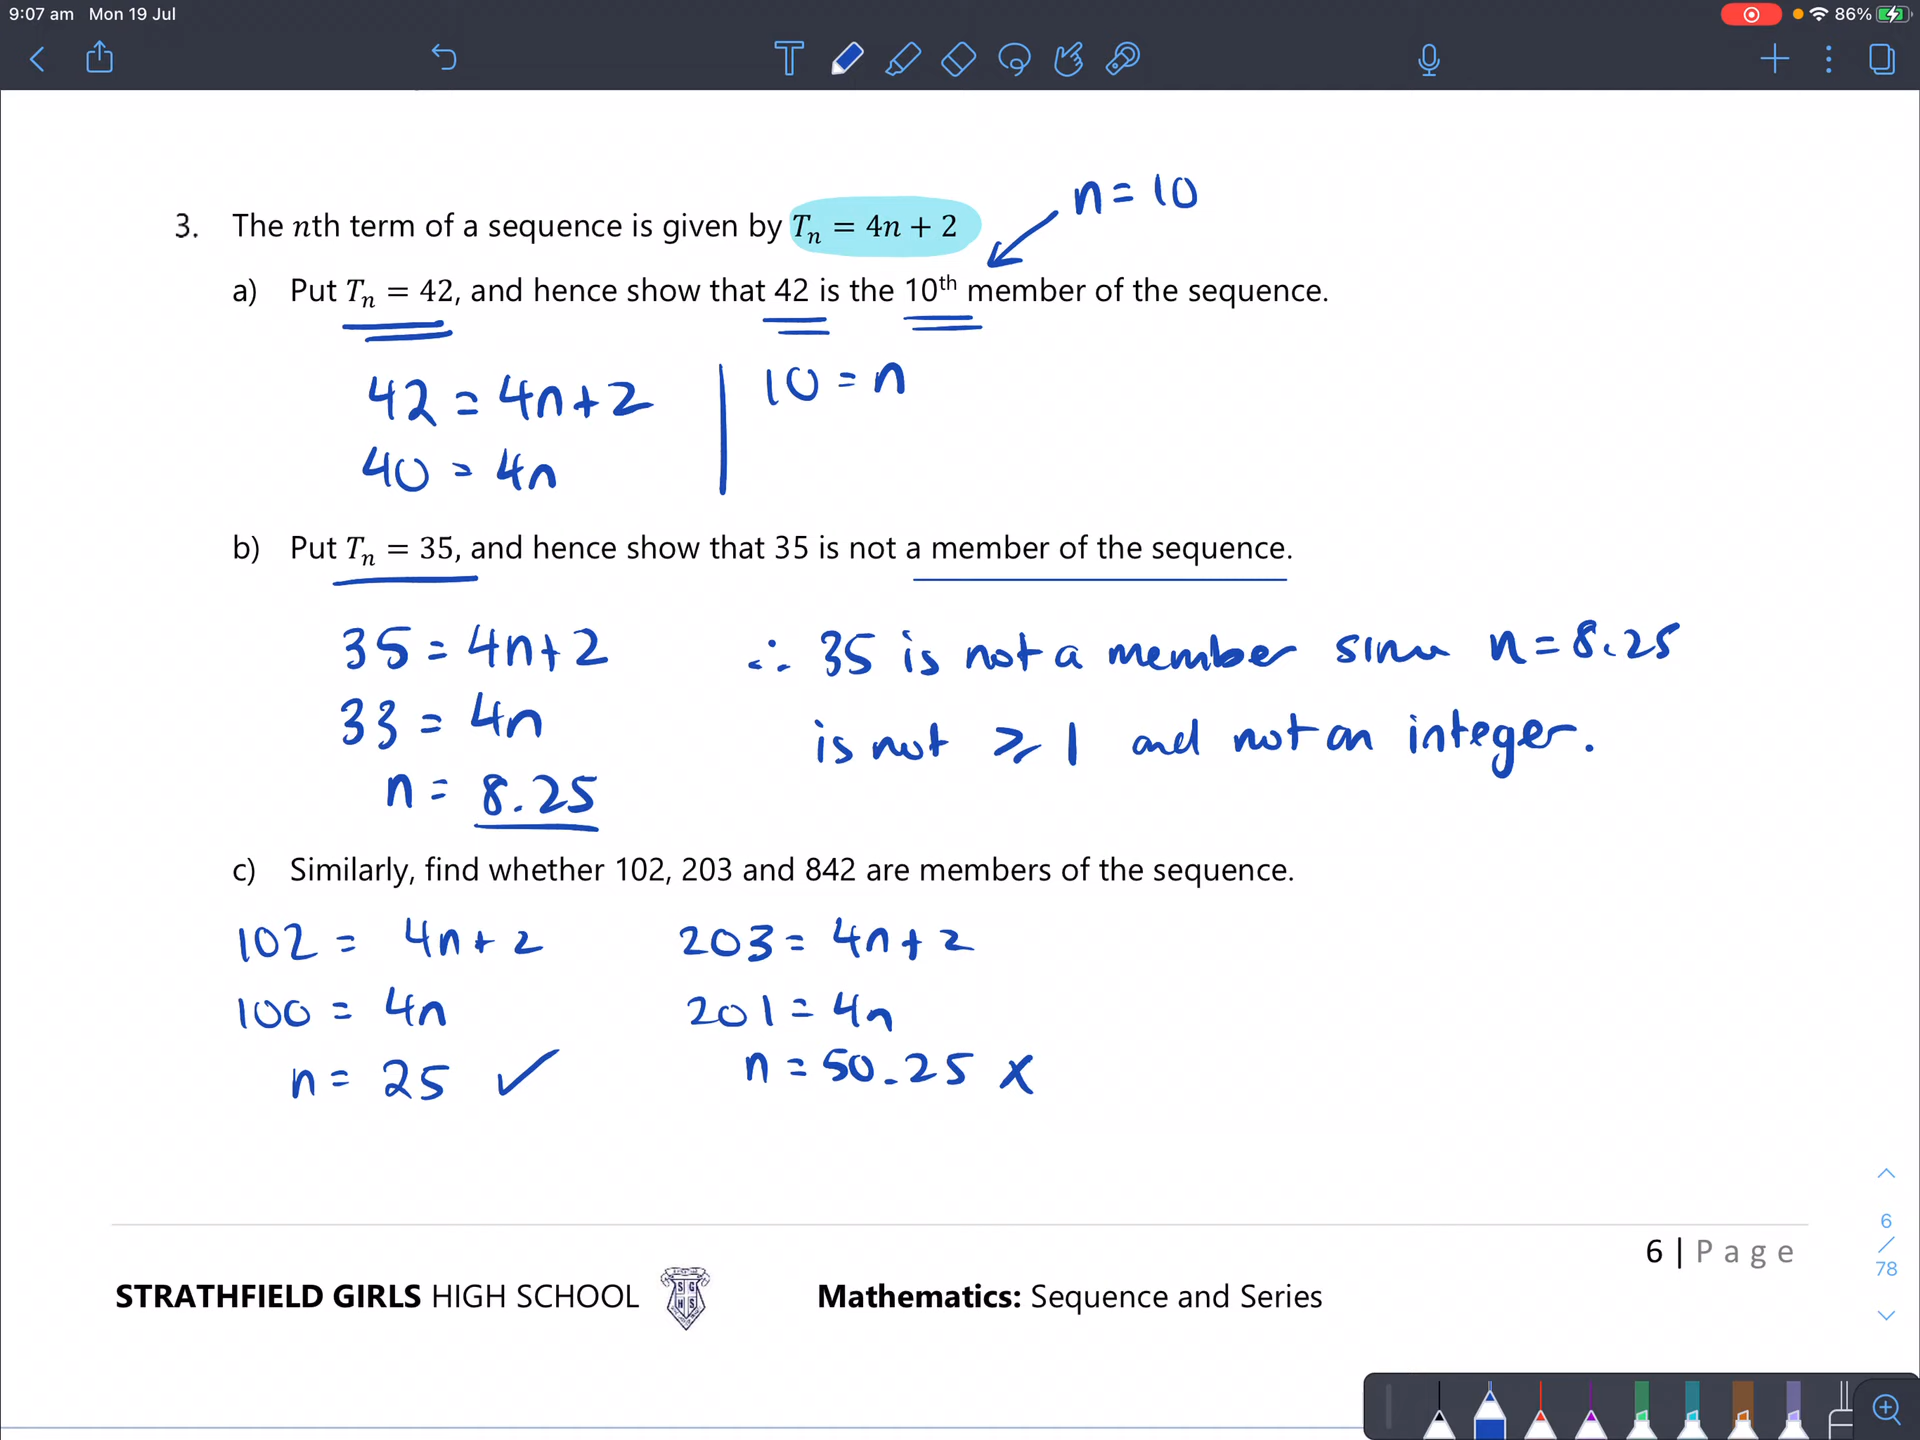 9:07 am Mon 19 Jul
86%
n = 10
3. The nth term of a sequence is given by Tₙ = 4n + 2
a) Put Tₙ = 42, and hence show that 42 is the 10ᵗʰ member of the sequence.
42 = 4n+2
10 = n
40 = 4n
b) Put Tₙ = 35, and hence show that 35 is not a member of the sequence.
35 = 4n+2
∴ 35 is not a member since n = 8.25
33 = 4n
is not ⩾ 1 and not an integer.
n = 8.25
c) Similarly, find whether 102, 203 and 842 are members of the sequence.
102 = 4n+2
203 = 4n+2
100 = 4n
201 = 4n
n = 25 ✓
n = 50.25 x
6 | Page
6 / 78
STRATHFIELD GIRLS HIGH SCHOOL
SG
HS
Mathematics: Sequence and Series